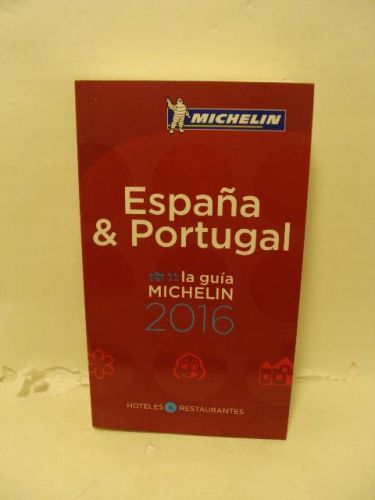 MICHELIN
España
& Portugal
la guía
MICHELIN
2016
HOTELES & RESTAURANTES